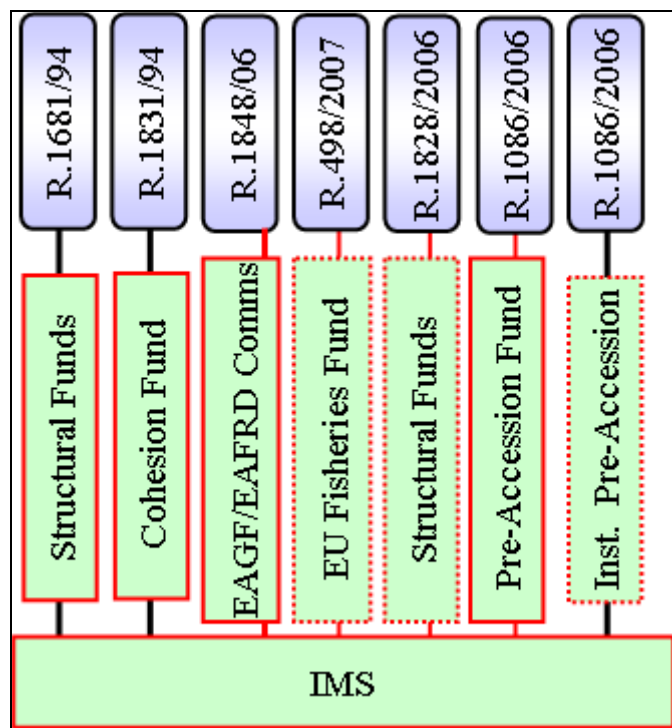 R.1681/94
R.1831/94
R.1848/06
R.498/2007
R.1828/2006
R.1086/2006
R.1086/2006
Structural Funds
Cohesion Fund
EAGF/EAFRD Comms
EU Fisheries Fund
Structural Funds
Pre-Accession Fund
Inst. Pre-Accession
IMS